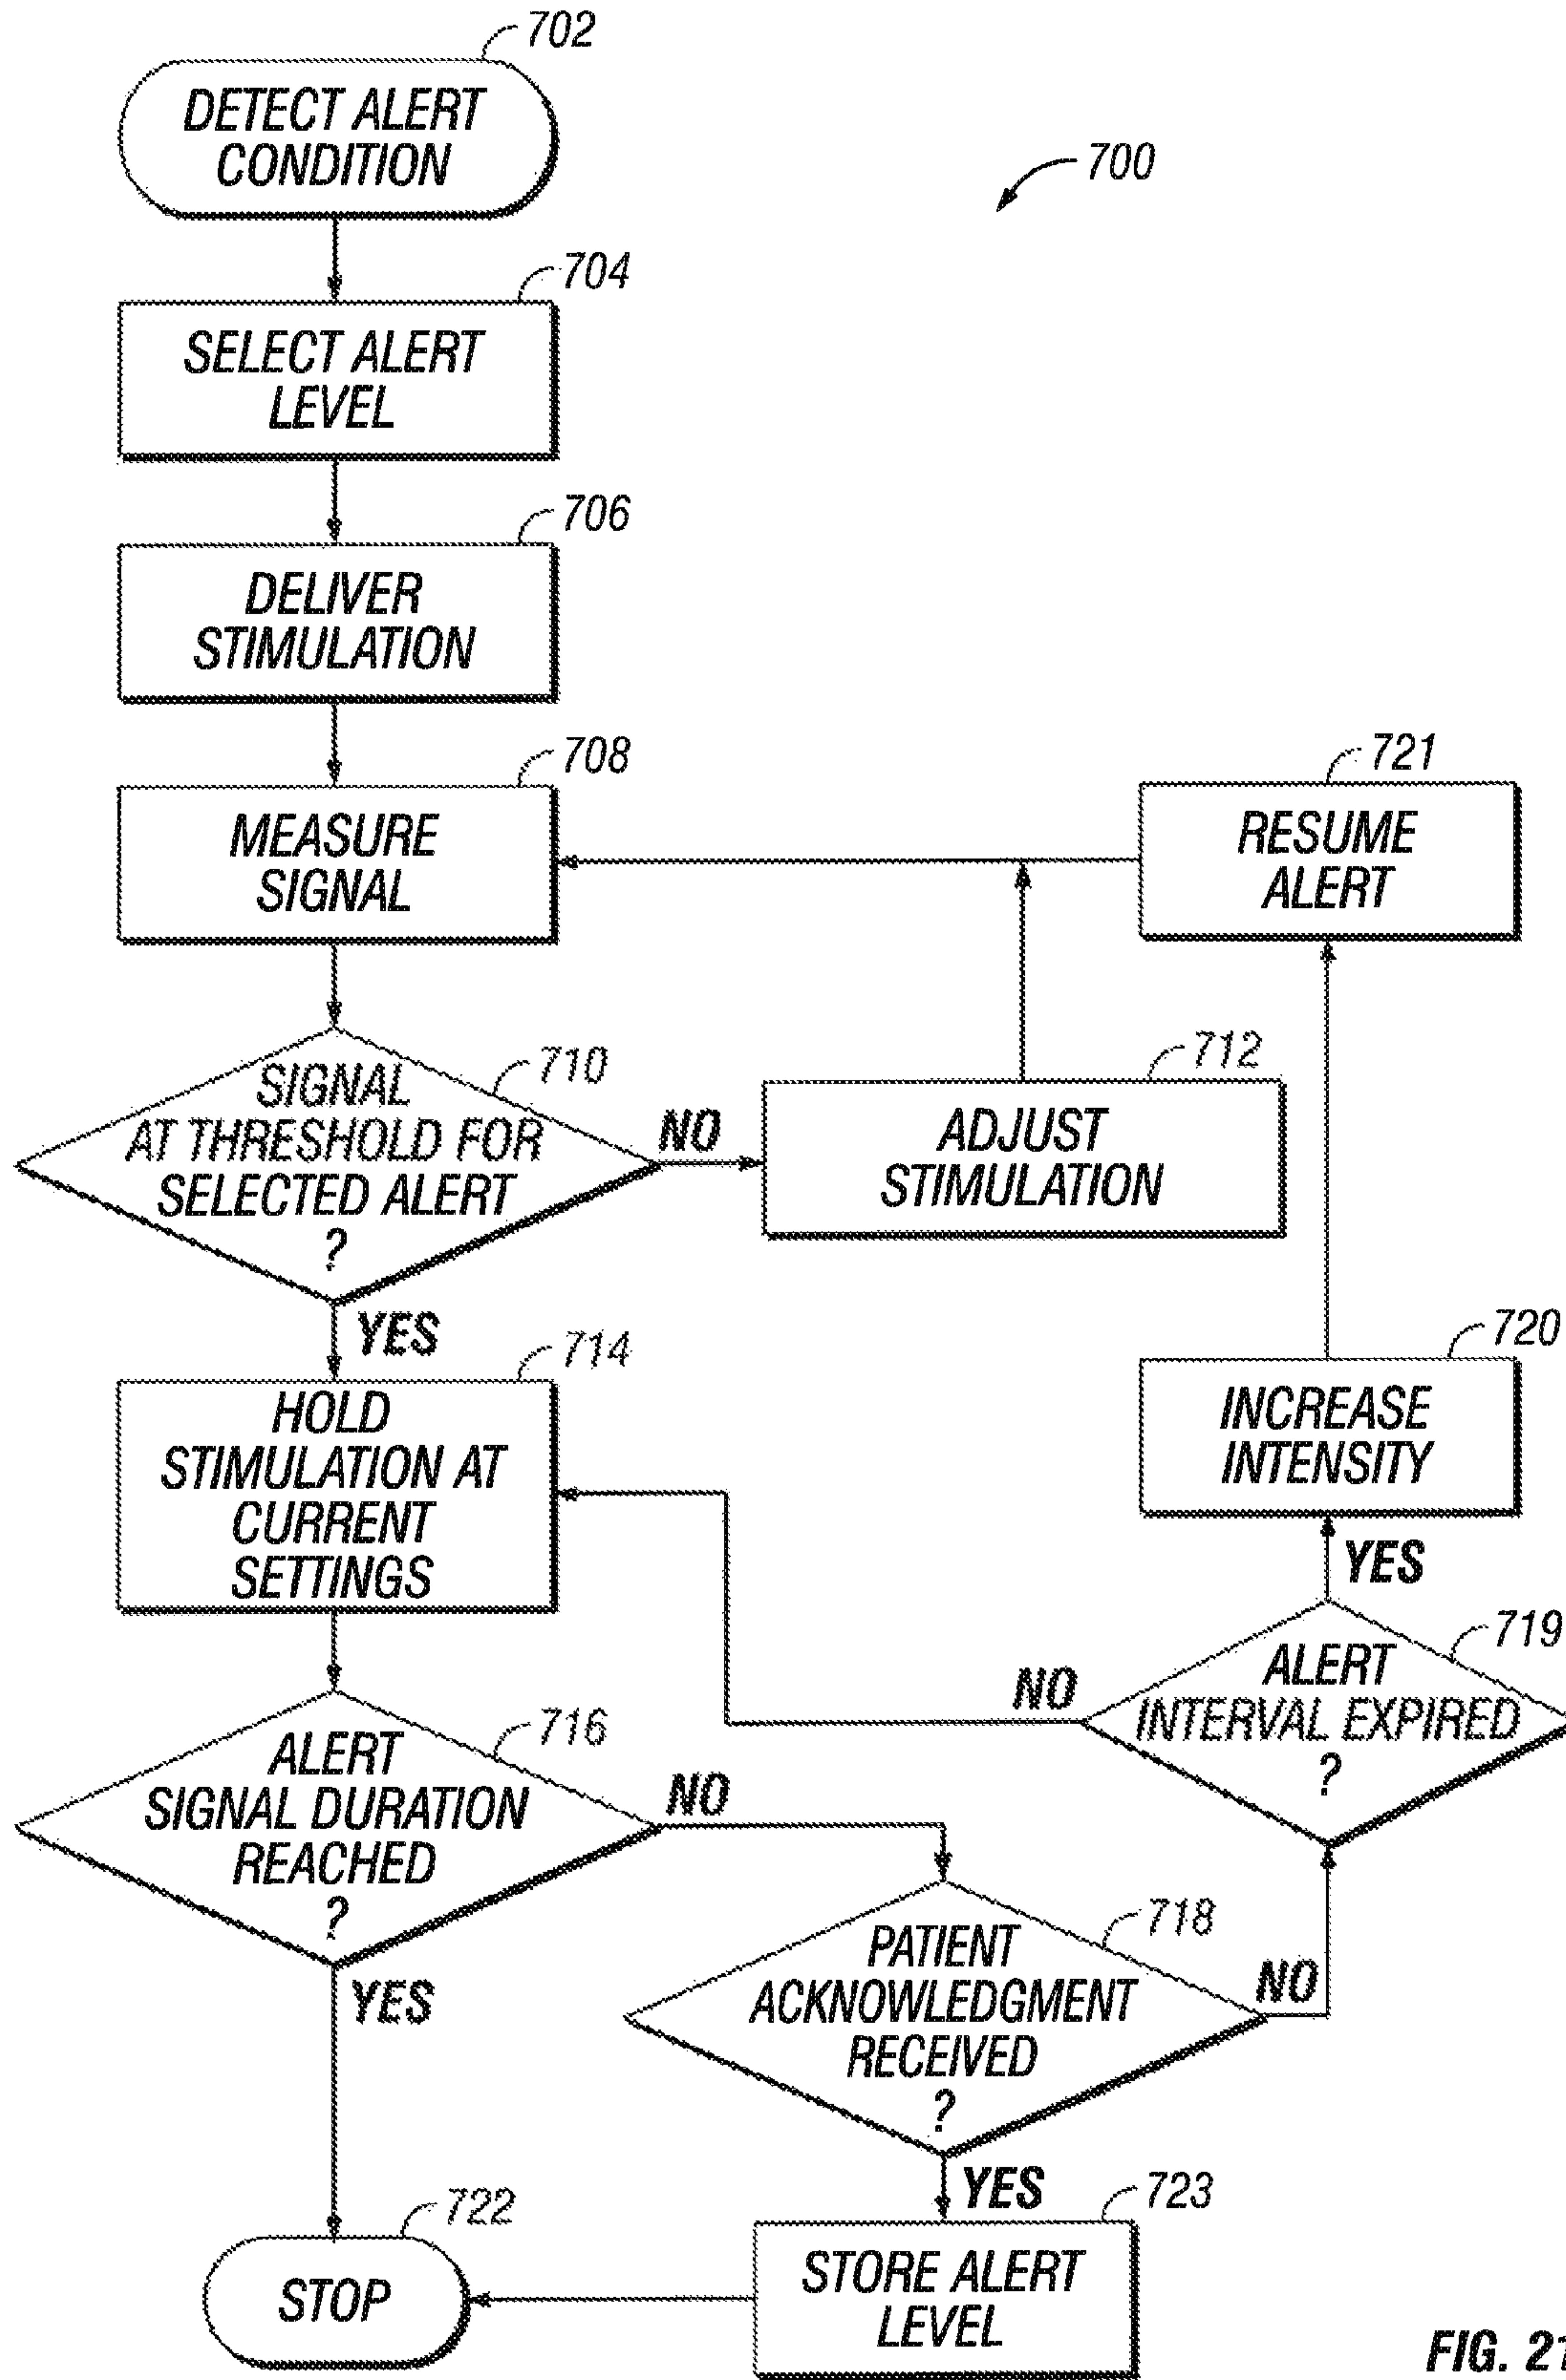 702
DETECT ALERT
CONDITION
700
704
SELECT ALERT
LEVEL
706
DELIVER
STIMULATION
708
MEASURE
SIGNAL
721
RESUME
ALERT
710
SIGNAL
AT THRESHOLD FOR
SELECTED ALERT
?
NO
712
ADJUST
STIMULATION
YES
714
HOLD
STIMULATION AT
CURRENT
SETTINGS
720
INCREASE
INTENSITY
YES
719
ALERT
INTERVAL EXPIRED
?
NO
716
ALERT
SIGNAL DURATION
REACHED
?
NO
YES
718
PATIENT
ACKNOWLEDGMENT
RECEIVED
?
NO
YES
722
STOP
723
STORE ALERT
LEVEL
FIG. 21